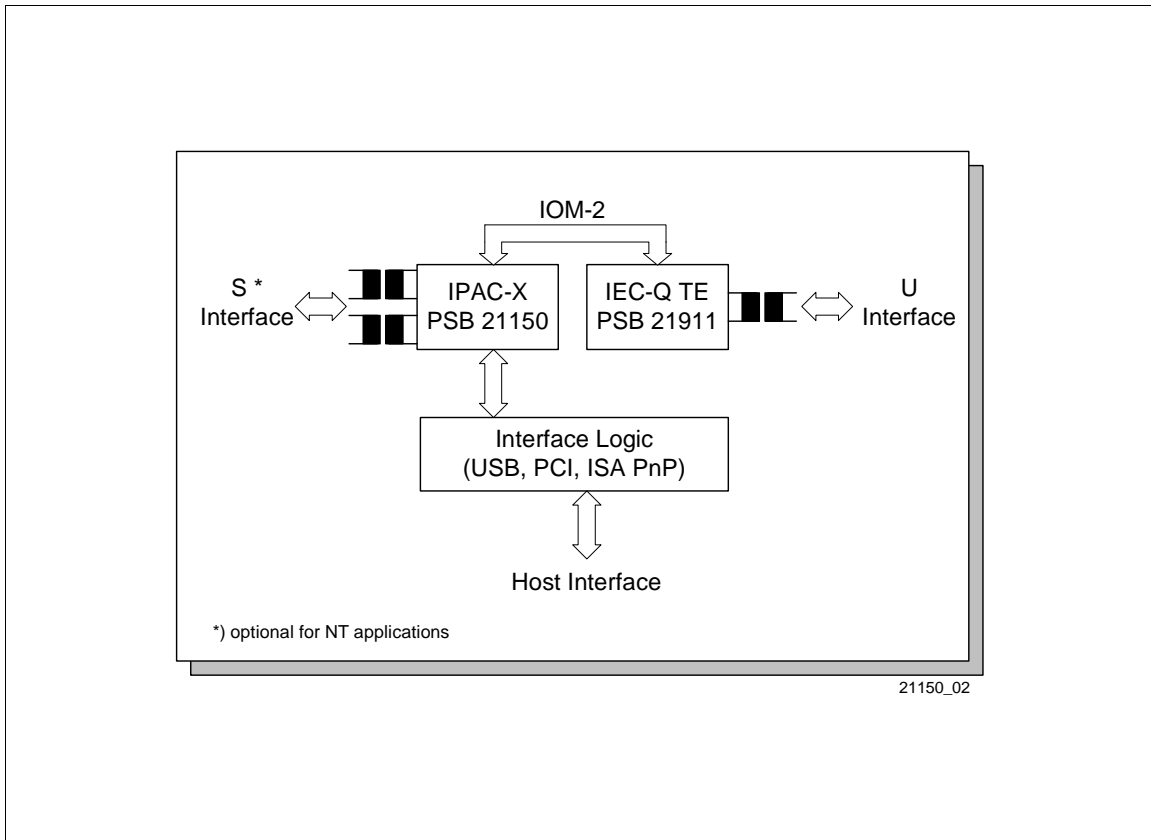 IOM-2
S *
Interface
IPAC-X
PSB 21150
IEC-Q TE
PSB 21911
U
Interface
Interface Logic
(USB, PCI, ISA PnP)
Host Interface
*) optional for NT applications
21150_02